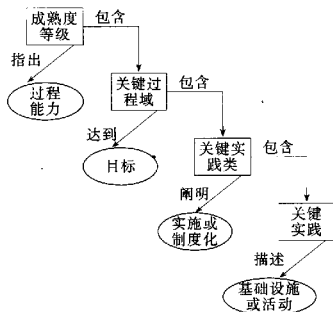 成熟度
等级
包含
指出
过程
能力
关键过
程域
包含
达到
目标
关键实
践类
包含
阐明
实施或
制度化
关键
实践
描述
基础设施
或活动